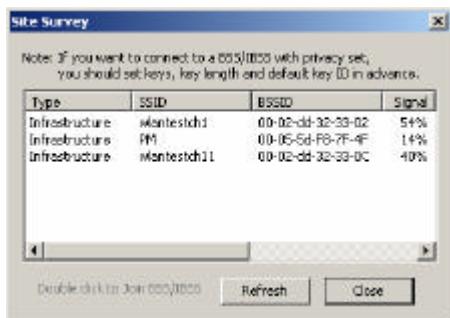 Site Survey
Note: If you want to connect to a BSS/IBSS with privacy set,
you should set keys, key length and default key ID in advance.
Type SSID BSSID Signal
Infrastructure wlantestch1 00-02-dd-32-33-02 54%
Infrastructure PM 00-05-5d-F8-7F-4F 14%
Infrastructure wlantestch11 00-02-dd-32-33-0C 40%
Double click to Join BSS/IBSS Refresh Close